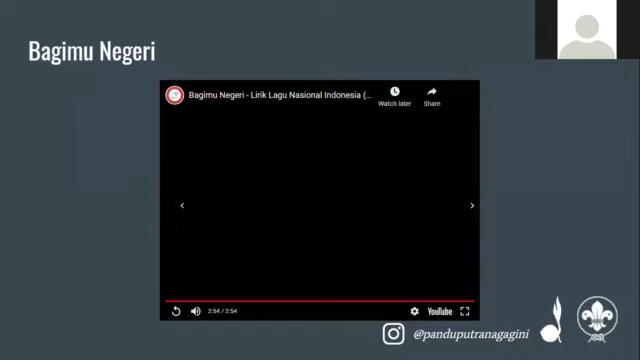 Bagimu Negeri
Bagimu Negeri - Lirik Lagu Nasional Indonesia (...
Watch later
Share
2:54 / 2:54
YouTube
@panduputranagagini